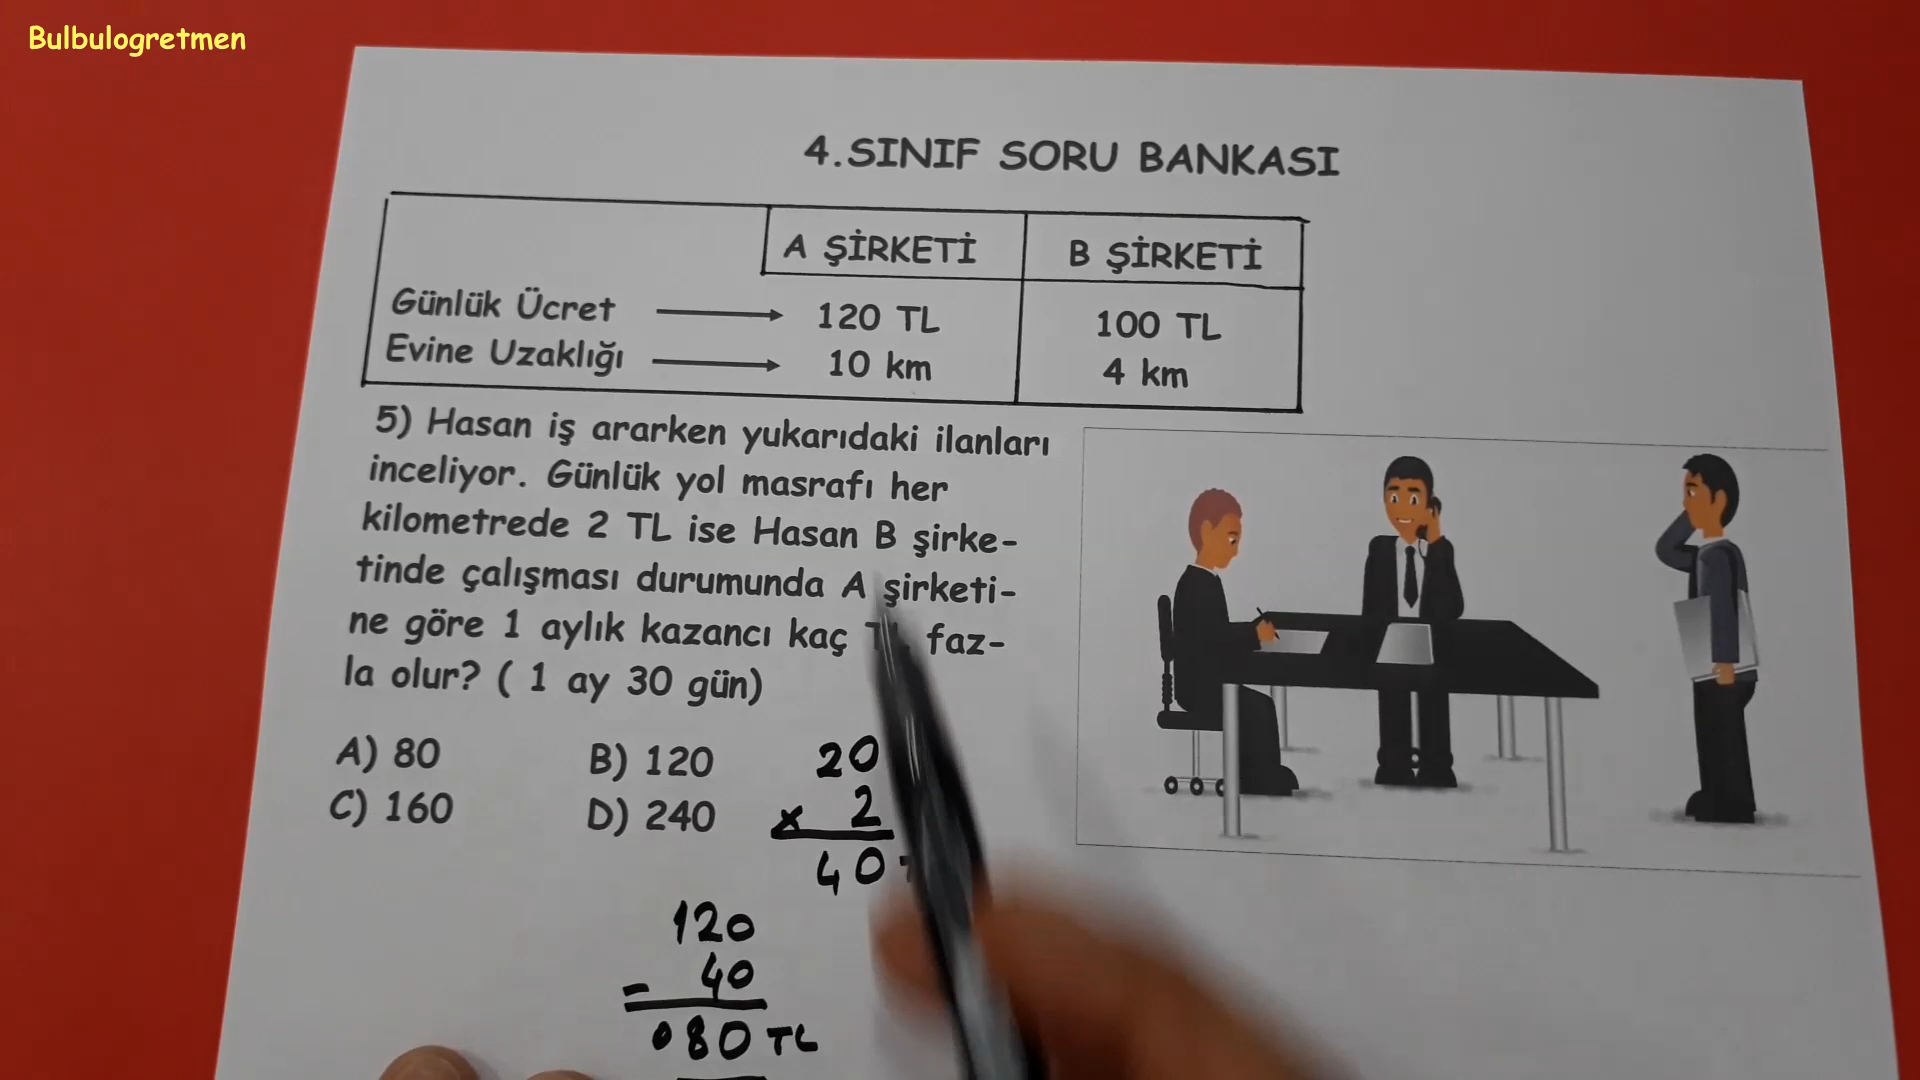 Bulbulogretmen
4.SINIF SORU BANKASI
A ŞİRKETİ B ŞİRKETİ
Günlük Ücret 120 TL 100 TL
Evine Uzaklığı 10 km 4 km
5) Hasan iş ararken yukarıdaki ilanları
inceliyor. Günlük yol masrafı her
kilometrede 2 TL ise Hasan B şirke-
tinde çalışması durumunda A şirketi-
ne göre 1 aylık kazancı kaç faz-
la olur? ( 1 ay 30 gün)
A) 80 B) 120
C) 160 D) 240
20
x 2
40
120
- 40
080 TL